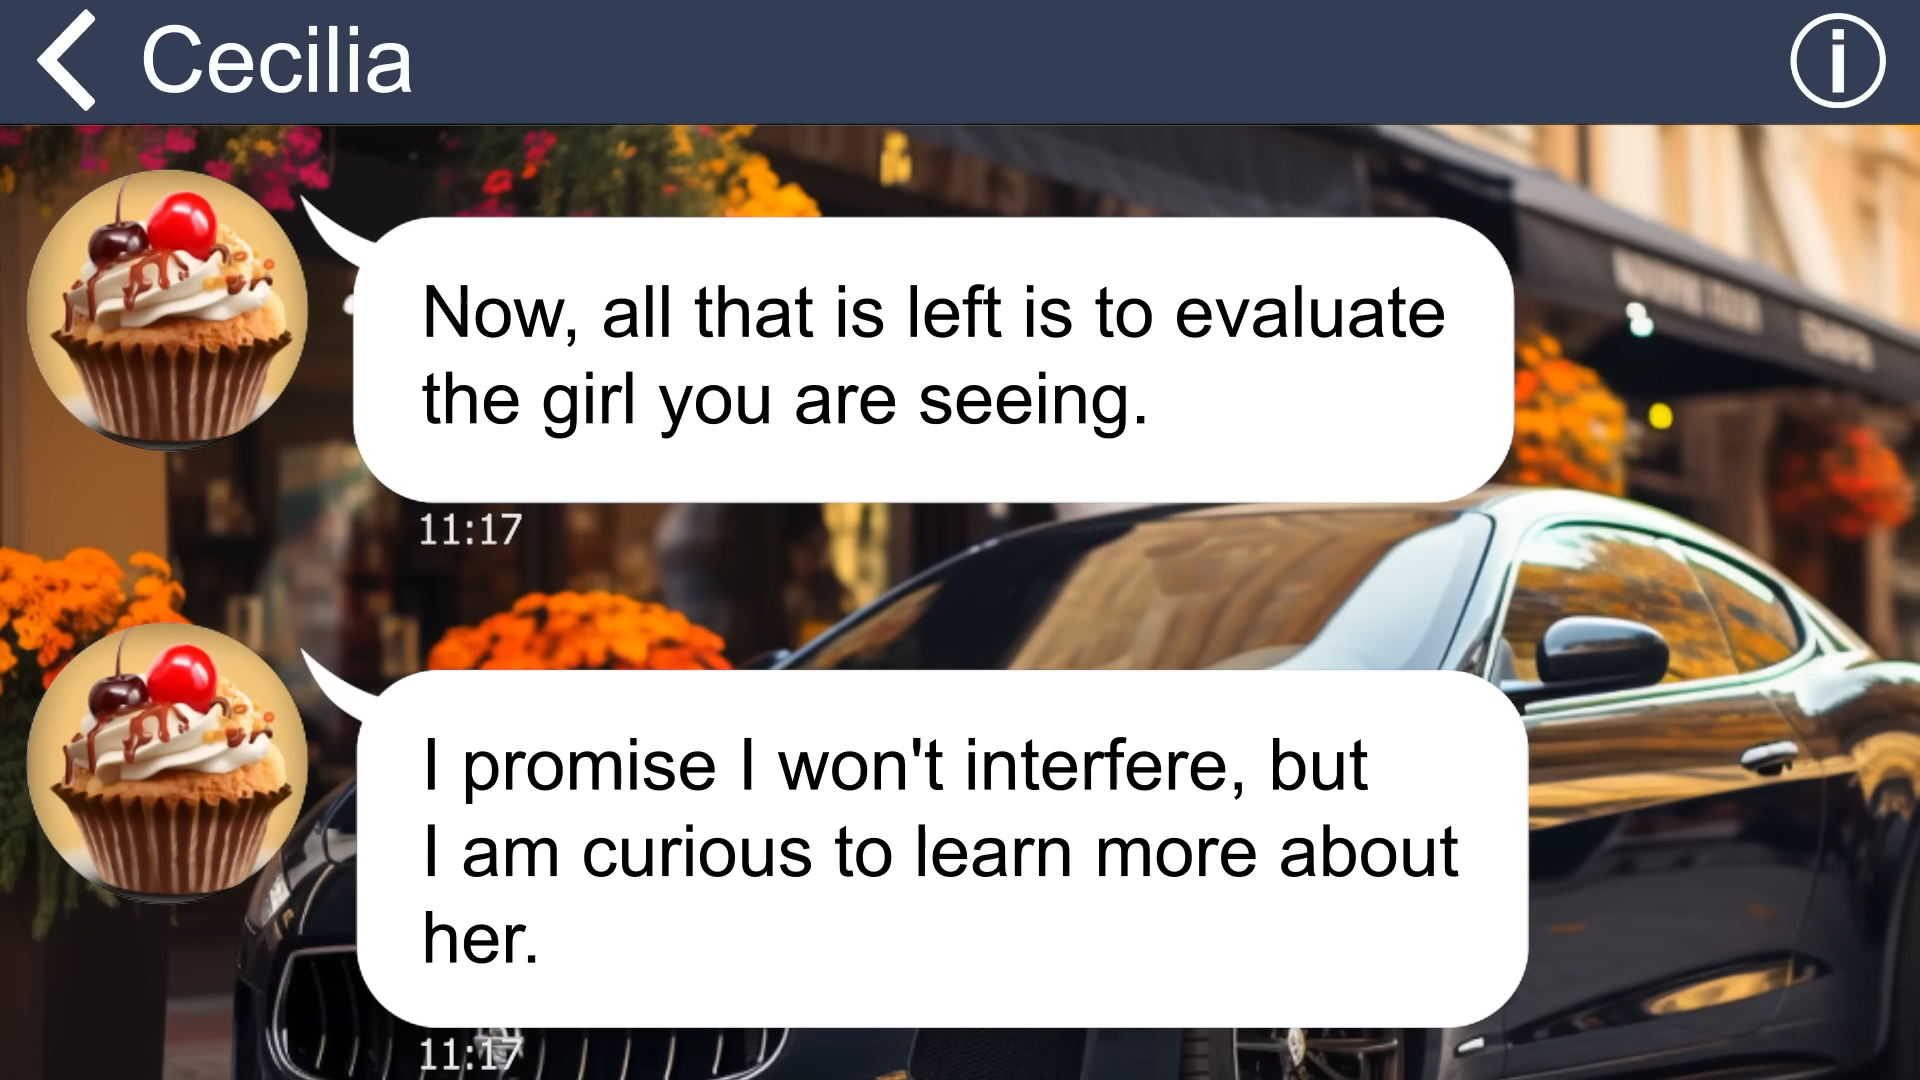 Cecilia
Now, all that is left is to evaluate
the girl you are seeing.
11:17
I promise I won't interfere, but
I am curious to learn more about
her.
11:17